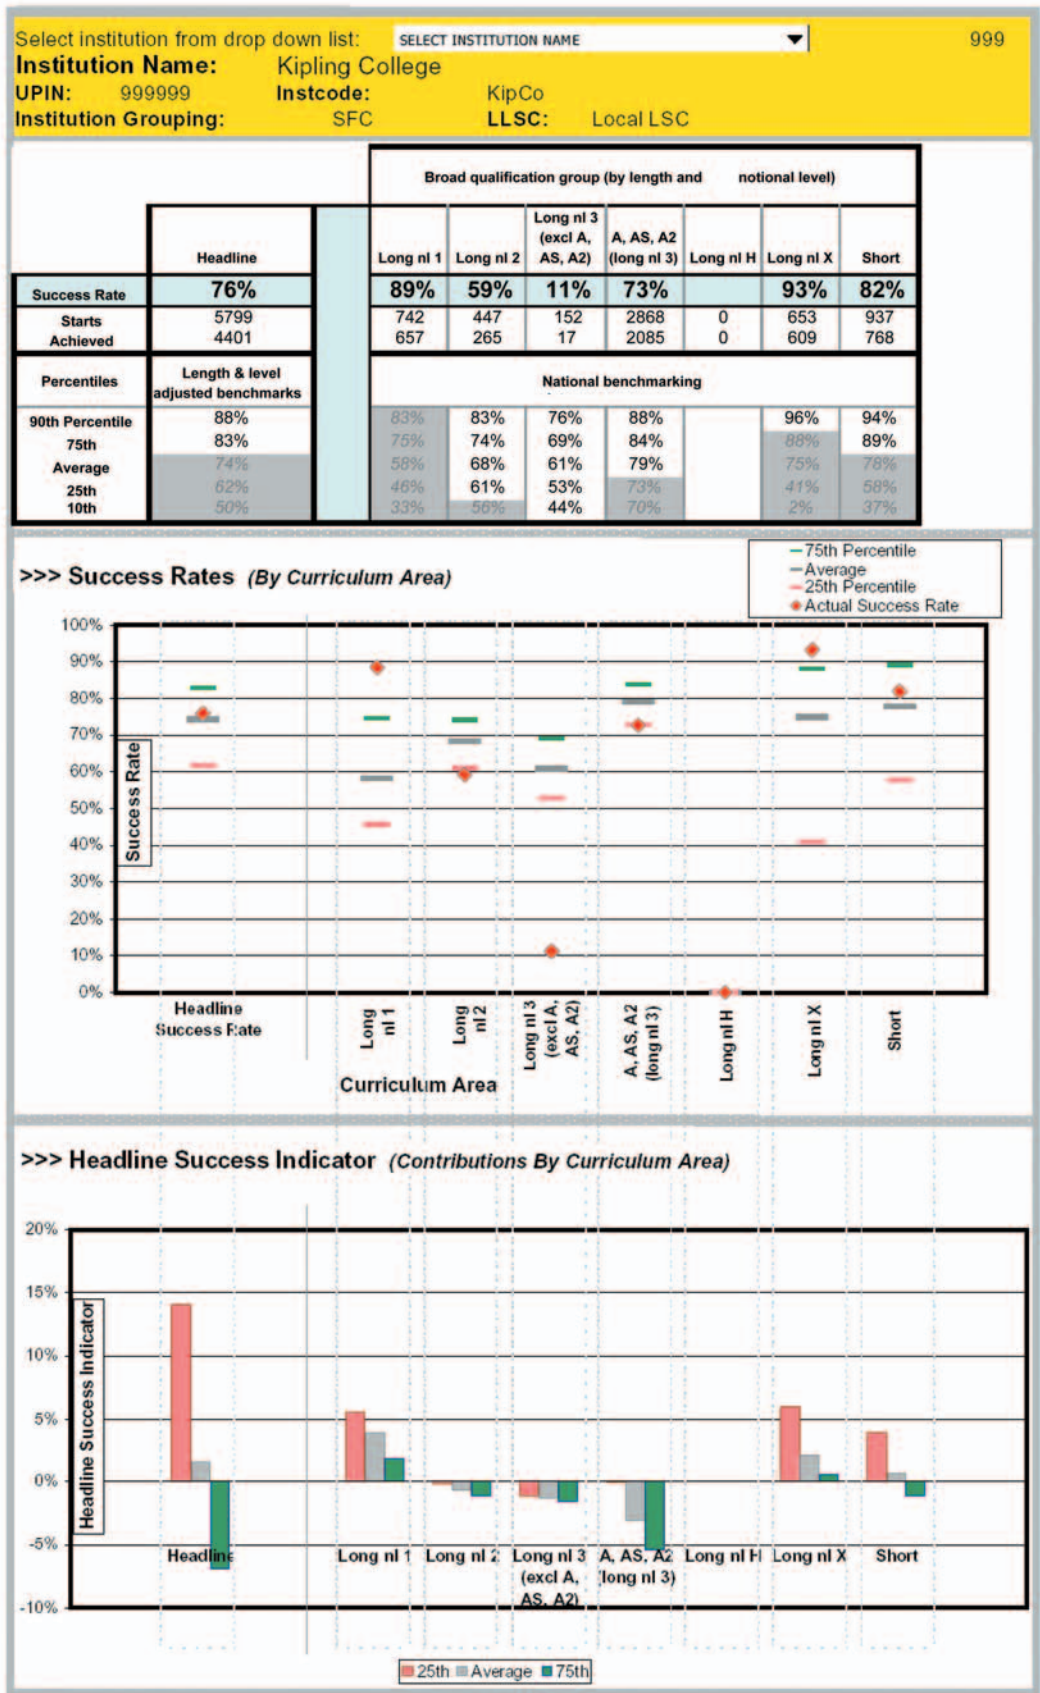 Select institution from drop down list: SELECT INSTITUTION NAME 999
Institution Name: Kipling College
UPIN: 999999 Instcode: KipCo
Institution Grouping: SFC LLSC: Local LSC
Broad qualification group (by length and notional level)
Headline Long nl 1 Long nl 2 Long nl 3 (excl A, AS, A2) A, AS, A2 (long nl 3) Long nl H Long nl X Short
Success Rate 76% 89% 59% 11% 73% 93% 82%
Starts 5799 742 447 152 2868 0 653 937
Achieved 4401 657 265 17 2085 0 609 768
Percentiles Length & level adjusted benchmarks National benchmarking
90th Percentile 88% 83% 83% 76% 88% 96% 94%
75th 83% 75% 74% 69% 84% 88% 89%
Average 74% 58% 68% 61% 79% 75% 78%
25th 62% 46% 61% 53% 73% 41% 58%
10th 50% 33% 56% 44% 70% 2% 37%
>>> Success Rates (By Curriculum Area)
75th Percentile
Average
25th Percentile
Actual Success Rate
100%
90%
80%
70%
60%
50%
40%
30%
20%
10%
0%
Success Rate
Headline
Success Rate
Long
nl 1
Long
nl 2
Long nl 3
(excl A,
AS, A2)
A, AS, A2
(long nl 3)
Long nl H
Long nl X
Short
Curriculum Area
>>> Headline Success Indicator (Contributions By Curriculum Area)
20%
15%
10%
5%
0%
-5%
-10%
Headline Success Indicator
Headline Long nl 1 Long nl 2 Long nl 3 A, AS, A2 Long nl H Long nl X Short
(excl A, (long nl 3)
AS, A2)
25th Average 75th